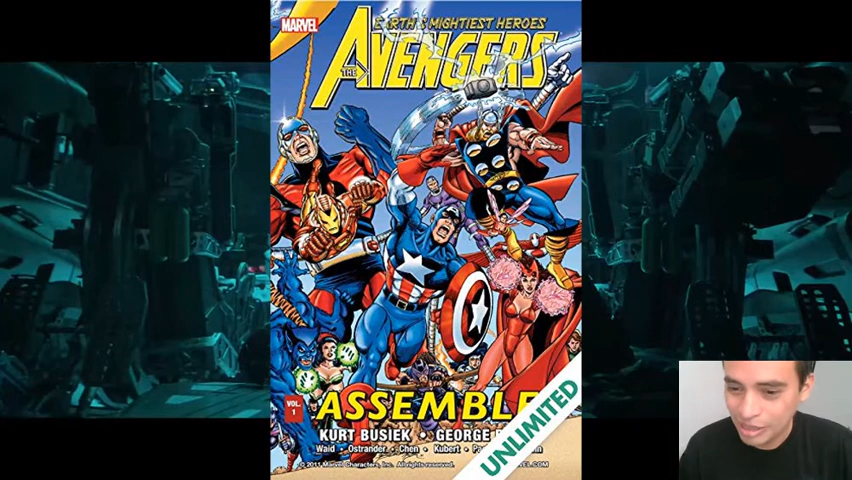 MARVEL
EARTH'S MIGHTIEST HEROES
THE AVENGERS
VOL. 1
ASSEMBLE
KURT BUSIEK • GEORGE
Waid • Ostrander • Chen • Kubert •
© 2011 Marvel Characters, Inc. All rights reserved.
UNLIMITED